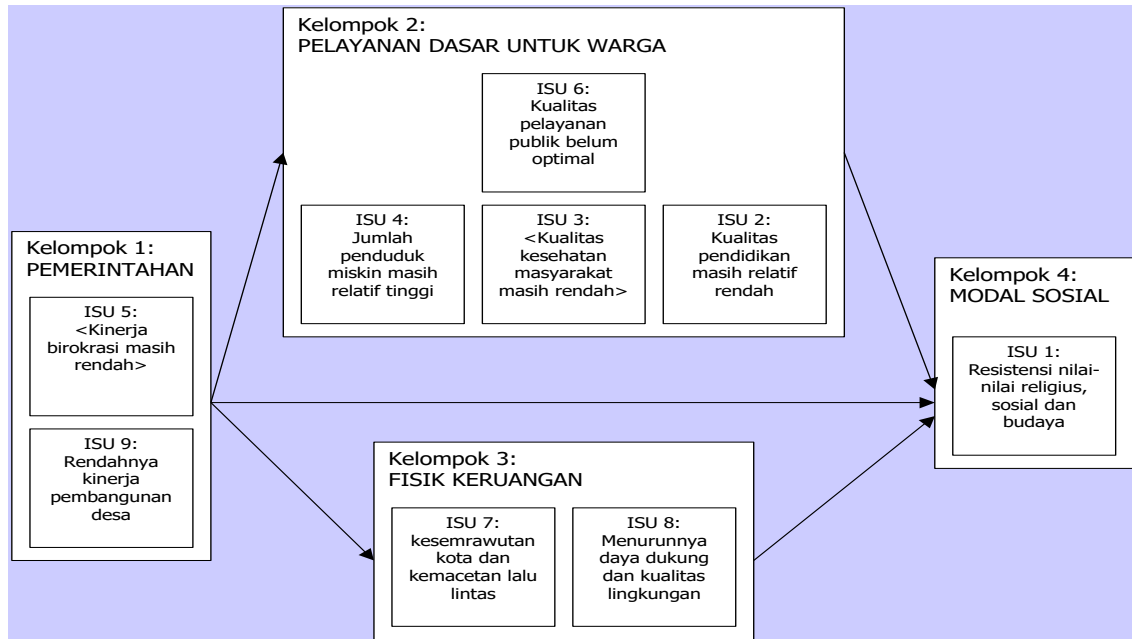 Kelompok 2:
PELAYANAN DASAR UNTUK WARGA
ISU 6:
Kualitas
pelayanan
publik belum
optimal
ISU 4:
Jumlah
penduduk
miskin masih
relatif tinggi
ISU 3:
<Kualitas
kesehatan
masyarakat
masih rendah>
ISU 2:
Kualitas
pendidikan
masih relatif
rendah
Kelompok 1:
PEMERINTAHAN
ISU 5:
<Kinerja
birokrasi masih
rendah>
ISU 9:
Rendahnya
kinerja
pembangunan
desa
Kelompok 3:
FISIK KERUANGAN
ISU 7:
kesemrawutan
kota dan
kemacetan lalu
lintas
ISU 8:
Menurunnya
daya dukung
dan kualitas
lingkungan
Kelompok 4:
MODAL SOSIAL
ISU 1:
Resistensi nilai-
nilai religius,
sosial dan
budaya